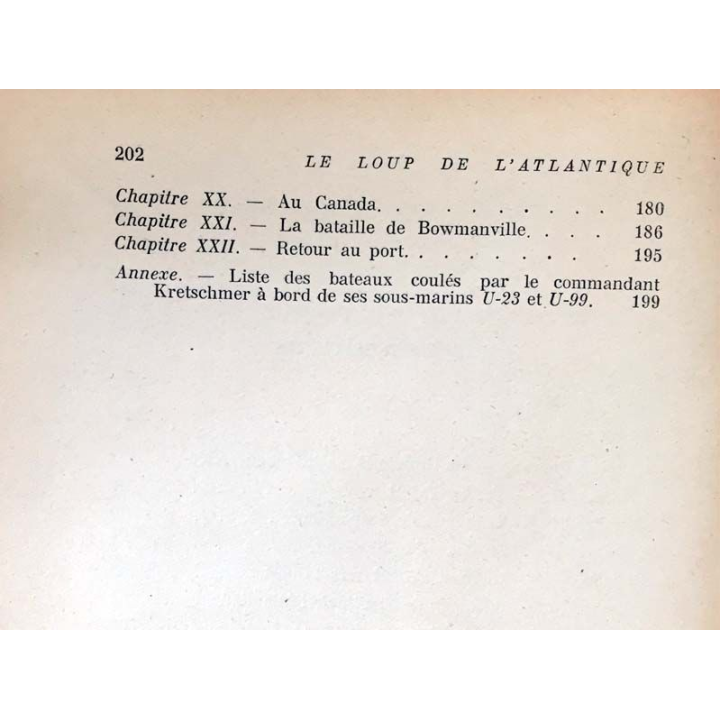 202 LE LOUP DE L'ATLANTIQUE
Chapitre XX. — Au Canada. . . . . . . . . . 180
Chapitre XXI. — La bataille de Bowmanville. . . . 186
Chapitre XXII. — Retour au port. . . . . . . . 195
Annexe. — Liste des bateaux coulés par le commandant
Kretschmer à bord de ses sous-marins U-23 et U-99. 199